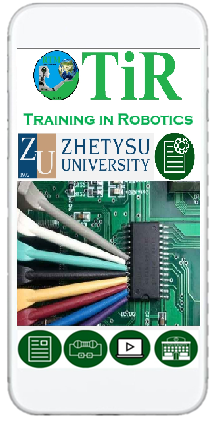 TiR
TRAINING IN ROBOTICS
ZU
ZHETYSU
UNIVERSITY